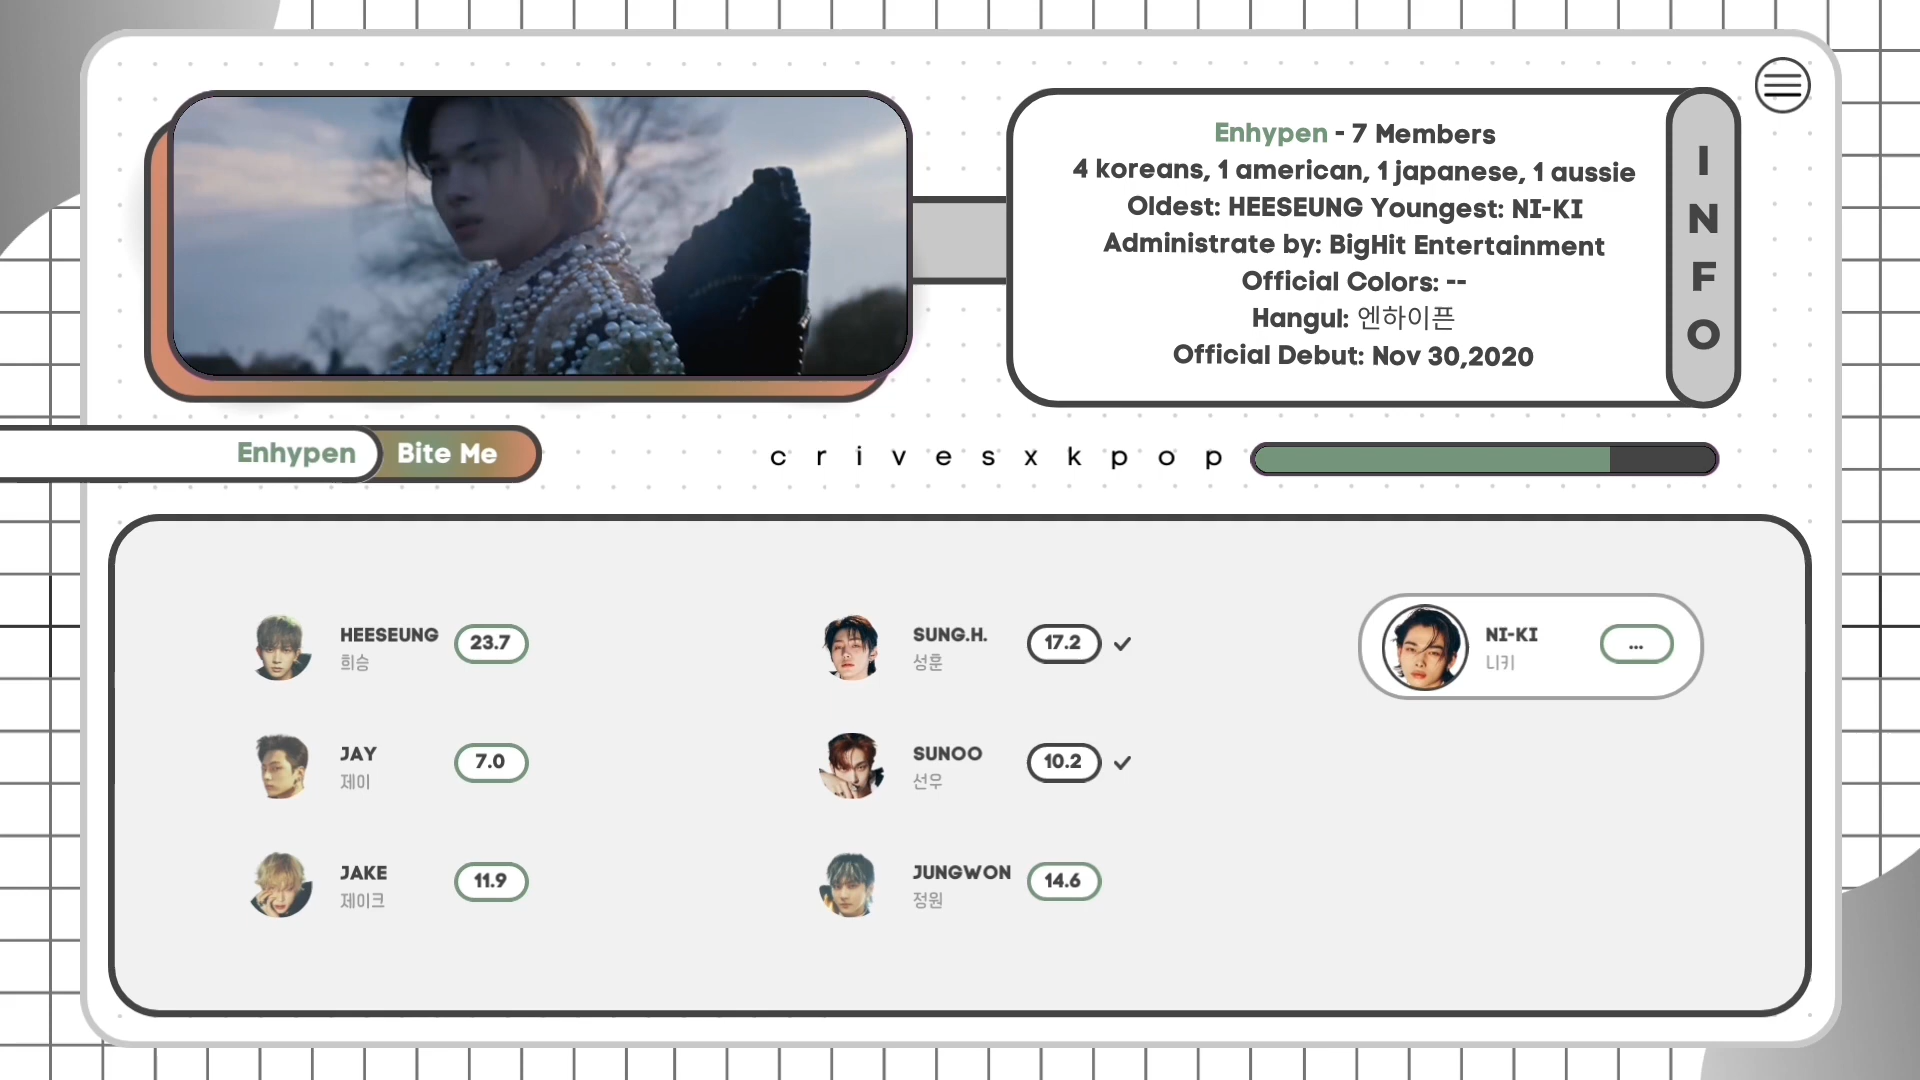 Enhypen - 7 Members
4 koreans, 1 american, 1 japanese, 1 aussie
Oldest: HEESEUNG Youngest: NI-KI
Administrate by: BigHit Entertainment
Official Colors: --
Hangul: 엔하이픈
Official Debut: Nov 30,2020
INFO
Enhypen Bite Me
crivesxkpop
HEESEUNG 23.7
희승
JAY 7.0
제이
JAKE 11.9
제이크
SUNG.H. 17.2
성훈
SUNOO 10.2
선우
JUNGWON 14.6
정원
NI-KI ...
니키